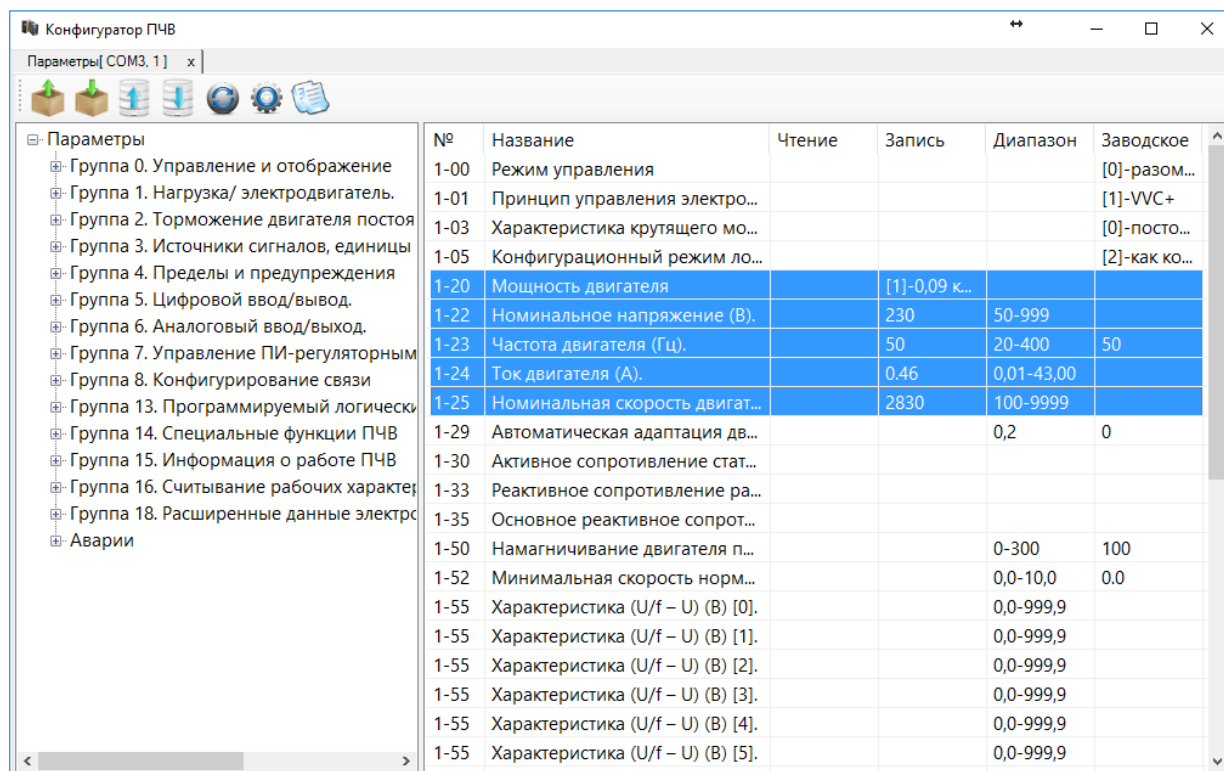 Конфигуратор ПЧВ
Параметры[ COM3, 1 ] x
Параметры
Группа 0. Управление и отображение
Группа 1. Нагрузка/ электродвигатель.
Группа 2. Торможение двигателя постоя
Группа 3. Источники сигналов, единицы
Группа 4. Пределы и предупреждения
Группа 5. Цифровой ввод/вывод.
Группа 6. Аналоговый ввод/выход.
Группа 7. Управление ПИ-регуляторным
Группа 8. Конфигурирование связи
Группа 13. Программируемый логически
Группа 14. Специальные функции ПЧВ
Группа 15. Информация о работе ПЧВ
Группа 16. Считывание рабочих характер
Группа 18. Расширенные данные электро
Аварии
№ Название Чтение Запись Диапазон Заводское
1-00 Режим управления [0]-разом...
1-01 Принцип управления электро... [1]-VVC+
1-03 Характеристика крутящего мо... [0]-посто...
1-05 Конфигурационный режим ло... [2]-как ко...
1-20 Мощность двигателя [1]-0,09 к...
1-22 Номинальное напряжение (В). 230 50-999
1-23 Частота двигателя (Гц). 50 20-400 50
1-24 Ток двигателя (А). 0.46 0,01-43,00
1-25 Номинальная скорость двигат... 2830 100-9999
1-29 Автоматическая адаптация дв... 0,2 0
1-30 Активное сопротивление стат...
1-33 Реактивное сопротивление ра...
1-35 Основное реактивное сопрот...
1-50 Намагничивание двигателя п... 0-300 100
1-52 Минимальная скорость норм... 0,0-10,0 0.0
1-55 Характеристика (U/f – U) (В) [0]. 0,0-999,9
1-55 Характеристика (U/f – U) (В) [1]. 0,0-999,9
1-55 Характеристика (U/f – U) (В) [2]. 0,0-999,9
1-55 Характеристика (U/f – U) (В) [3]. 0,0-999,9
1-55 Характеристика (U/f – U) (В) [4]. 0,0-999,9
1-55 Характеристика (U/f – U) (В) [5]. 0,0-999,9